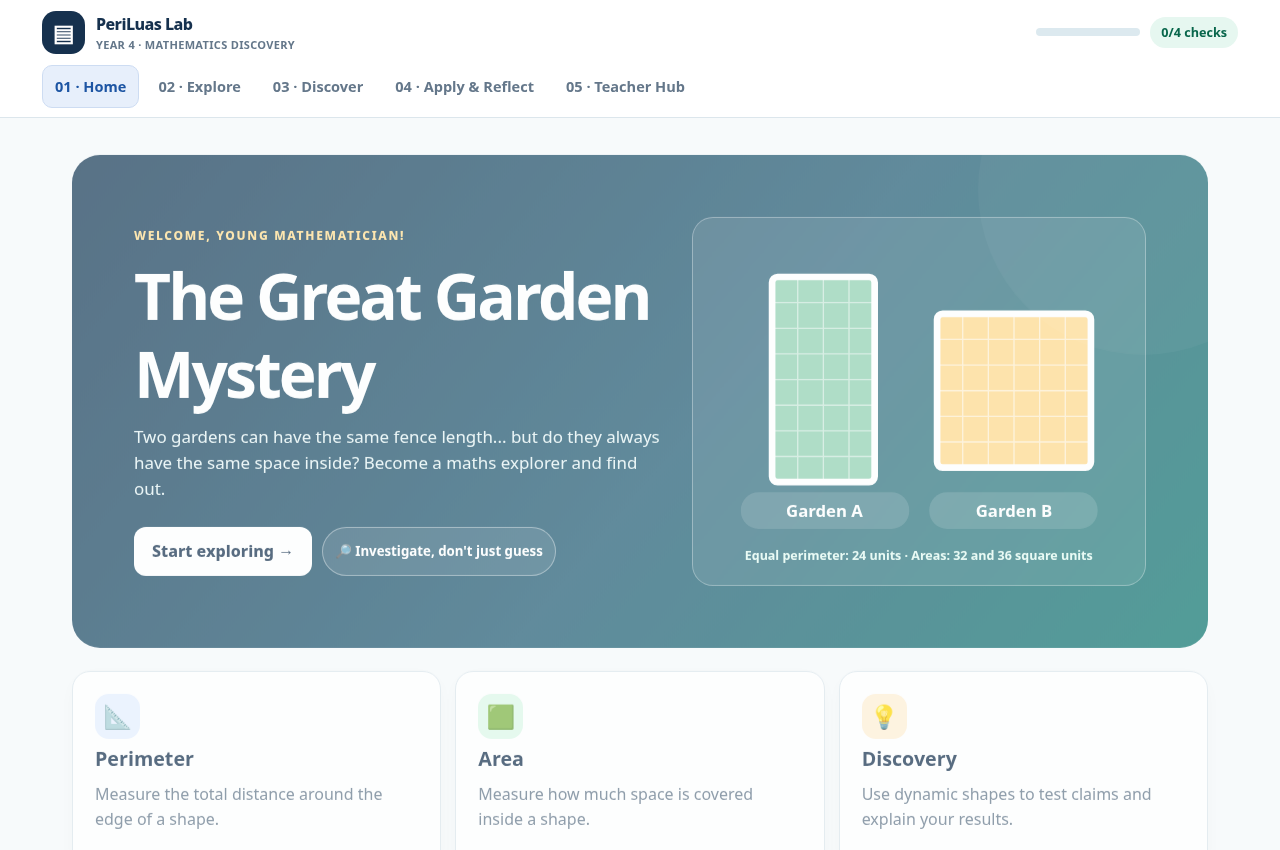 PeriLuas Lab
YEAR 4 · MATHEMATICS DISCOVERY
0/4 checks
01 · Home
02 · Explore
03 · Discover
04 · Apply & Reflect
05 · Teacher Hub
WELCOME, YOUNG MATHEMATICIAN!
The Great Garden
Mystery
Two gardens can have the same fence length... but do they always
have the same space inside? Become a maths explorer and find
out.
Start exploring →
Investigate, don't just guess
Garden A
Garden B
Equal perimeter: 24 units · Areas: 32 and 36 square units
Perimeter
Measure the total distance around the
edge of a shape.
Area
Measure how much space is covered
inside a shape.
Discovery
Use dynamic shapes to test claims and
explain your results.